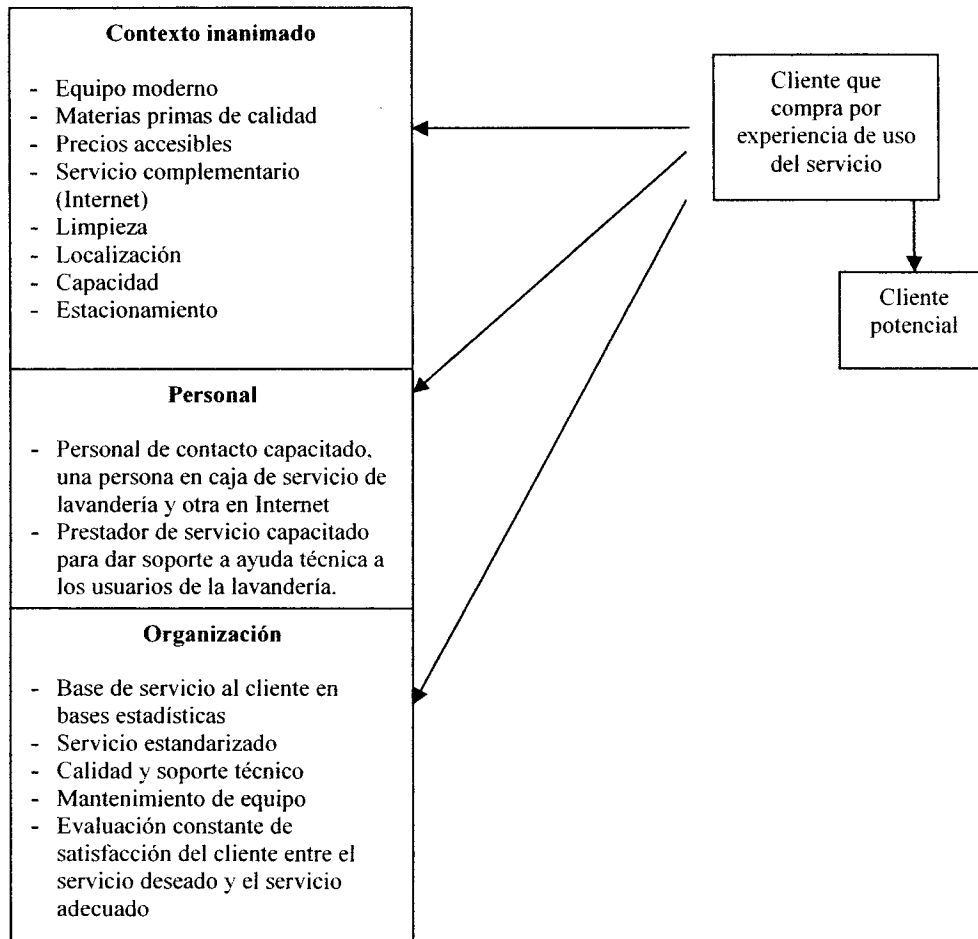 Contexto inanimado
- Equipo moderno
- Materias primas de calidad
- Precios accesibles
- Servicio complementario
(Internet)
- Limpieza
- Localización
- Capacidad
- Estacionamiento
Personal
- Personal de contacto capacitado,
una persona en caja de servicio de
lavandería y otra en Internet
- Prestador de servicio capacitado
para dar soporte a ayuda técnica a
los usuarios de la lavandería.
Organización
- Base de servicio al cliente en
bases estadísticas
- Servicio estandarizado
- Calidad y soporte técnico
- Mantenimiento de equipo
- Evaluación constante de
satisfacción del cliente entre el
servicio deseado y el servicio
adecuado
Cliente que
compra por
experiencia de uso
del servicio
Cliente
potencial